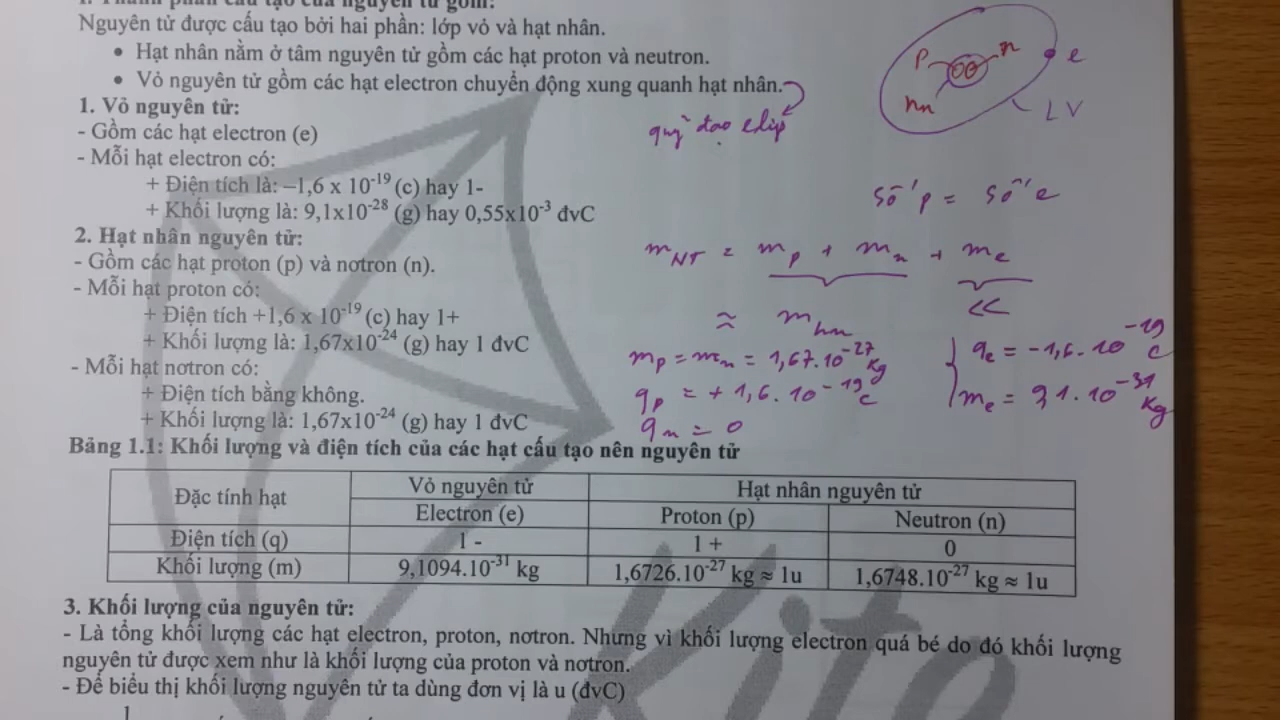 I. Thành phần cấu tạo của nguyên tử gồm:
Nguyên tử được cấu tạo bởi hai phần: lớp vỏ và hạt nhân.
• Hạt nhân nằm ở tâm nguyên tử gồm các hạt proton và neutron.
• Vỏ nguyên tử gồm các hạt electron chuyển động xung quanh hạt nhân.
p n e
hn LV
quỹ đạo elip
1. Vỏ nguyên tử:
- Gồm các hạt electron (e)
- Mỗi hạt electron có:
+ Điện tích là: –1,6 x 10⁻¹⁹ (c) hay 1-
+ Khối lượng là: 9,1x10⁻²⁸ (g) hay 0,55x10⁻³ đvC
số p = số e
2. Hạt nhân nguyên tử:
- Gồm các hạt proton (p) và nơtron (n).
- Mỗi hạt proton có:
+ Điện tích +1,6 x 10⁻¹⁹ (c) hay 1+
+ Khối lượng là: 1,67x10⁻²⁴ (g) hay 1 đvC
- Mỗi hạt nơtron có:
+ Điện tích bằng không.
+ Khối lượng là: 1,67x10⁻²⁴ (g) hay 1 đvC
m NT = m p + m n + m e
<<
≈ m hn
m p = m n = 1,67.10⁻²⁷ kg
q p = + 1,6.10⁻¹⁹ c
q n = 0
q e = -1,6.10⁻¹⁹ c
m e = 9,1.10⁻³¹ kg
Bảng 1.1: Khối lượng và điện tích của các hạt cấu tạo nên nguyên tử
Đặc tính hạt Vỏ nguyên tử Hạt nhân nguyên tử
Electron (e) Proton (p) Neutron (n)
Điện tích (q) 1 - 1 + 0
Khối lượng (m) 9,1094.10⁻³¹ kg 1,6726.10⁻²⁷ kg ≈ 1u 1,6748.10⁻²⁷ kg ≈ 1u
3. Khối lượng của nguyên tử:
- Là tổng khối lượng các hạt electron, proton, nơtron. Nhưng vì khối lượng electron quá bé do đó khối lượng
nguyên tử được xem như là khối lượng của proton và nơtron.
- Để biểu thị khối lượng nguyên tử ta dùng đơn vị là u (đvC)